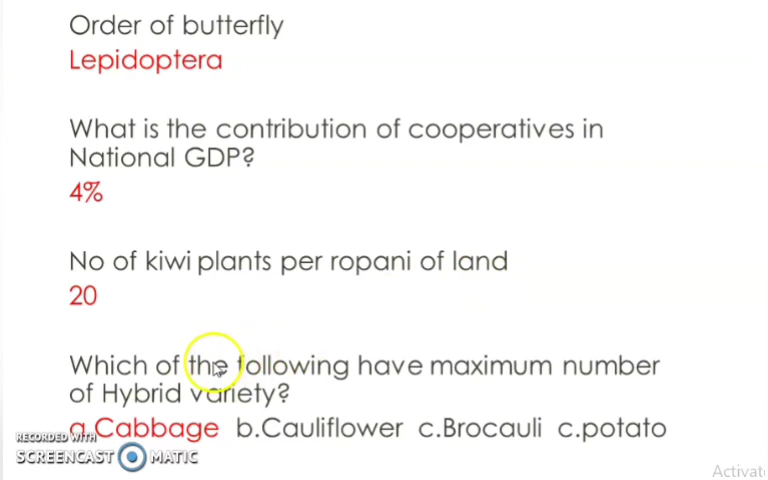 Order of butterfly
Lepidoptera
What is the contribution of cooperatives in
National GDP?
4%
No of kiwi plants per ropani of land
20
Which of the following have maximum number
of Hybrid variety?
a.Cabbage b.Cauliflower c.Brocauli c.potato
RECORDED WITH
SCREENCAST MATIC
Activat